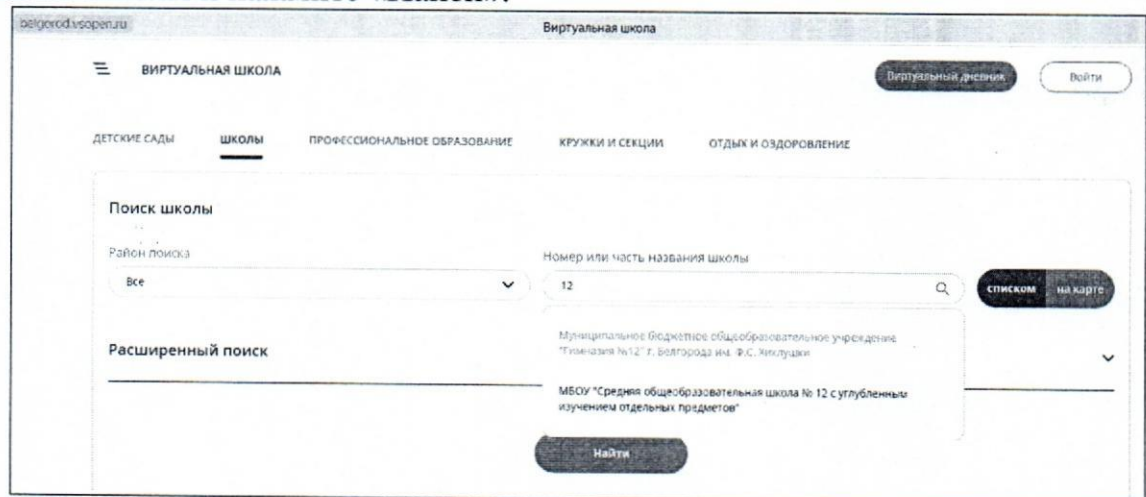 belgorod.vsopen.ru
Виртуальная школа
ВИРТУАЛЬНАЯ ШКОЛА
Виртуальный дневник
Войти
ДЕТСКИЕ САДЫ ШКОЛЫ ПРОФЕССИОНАЛЬНОЕ ОБРАЗОВАНИЕ КРУЖКИ И СЕКЦИИ ОТДЫХ И ОЗДОРОВЛЕНИЕ
Поиск школы
Район поиска
Все
Номер или часть названия школы
12
списком на карте
Муниципальное бюджетное общеобразовательное учреждение
"Гимназия №12" г. Белгорода им. Ф.С. Хихлушки
Расширенный поиск
МБОУ "Средняя общеобразовательная школа № 12 с углубленным
изучением отдельных предметов"
Найти